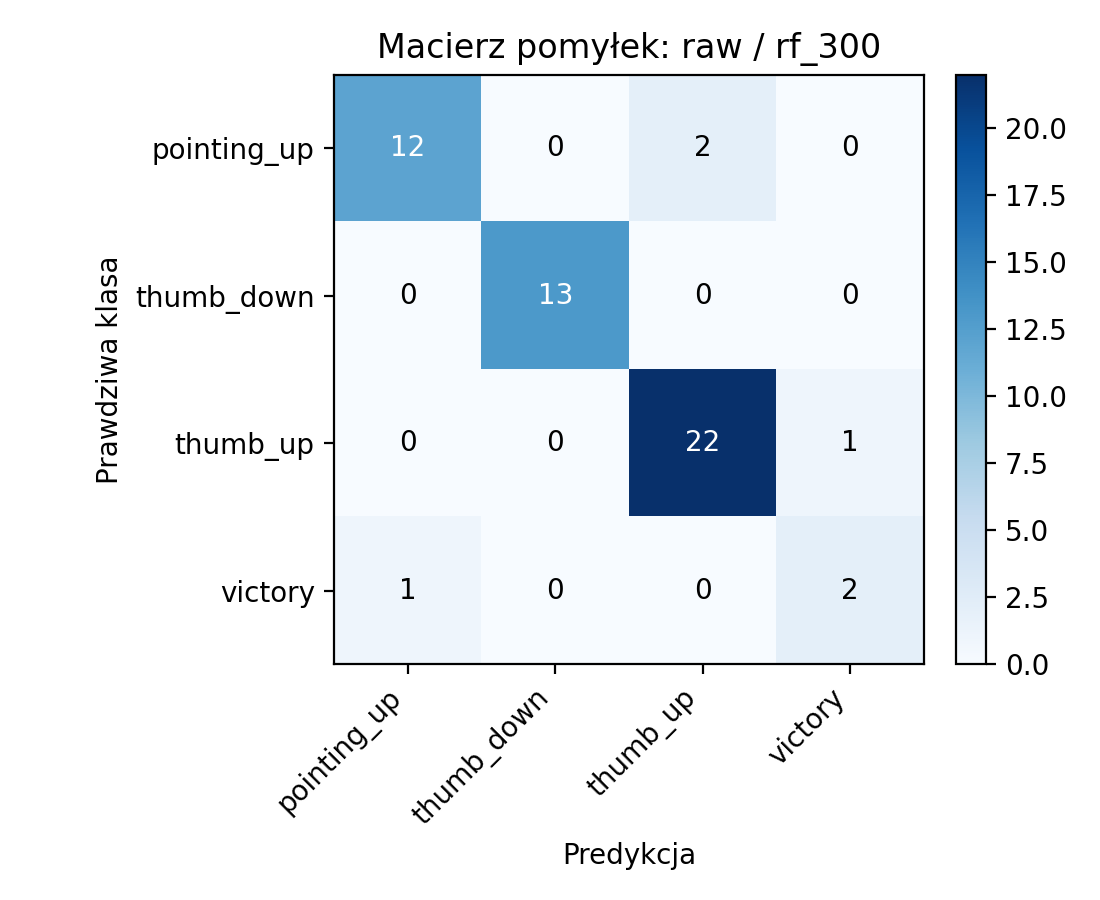 Macierz pomyłek: raw / rf_300
Prawdziwa klasa
pointing_up 12 0 2 0
thumb_down 0 13 0 0
thumb_up 0 0 22 1
victory 1 0 0 2
pointing_up thumb_down thumb_up victory
Predykcja
20.0
17.5
15.0
12.5
10.0
7.5
5.0
2.5
0.0